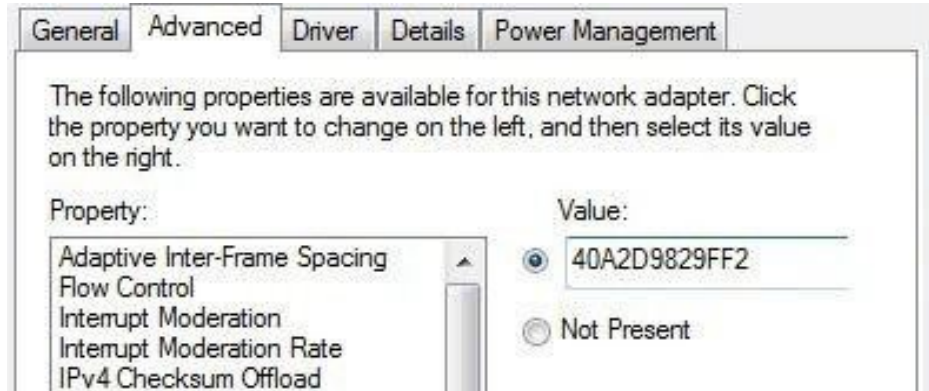 General Advanced Driver Details Power Management
The following properties are available for this network adapter. Click
the property you want to change on the left, and then select its value
on the right.
Property:
Value:
Adaptive Inter-Frame Spacing
Flow Control
Interrupt Moderation
Interrupt Moderation Rate
IPv4 Checksum Offload
40A2D9829FF2
Not Present